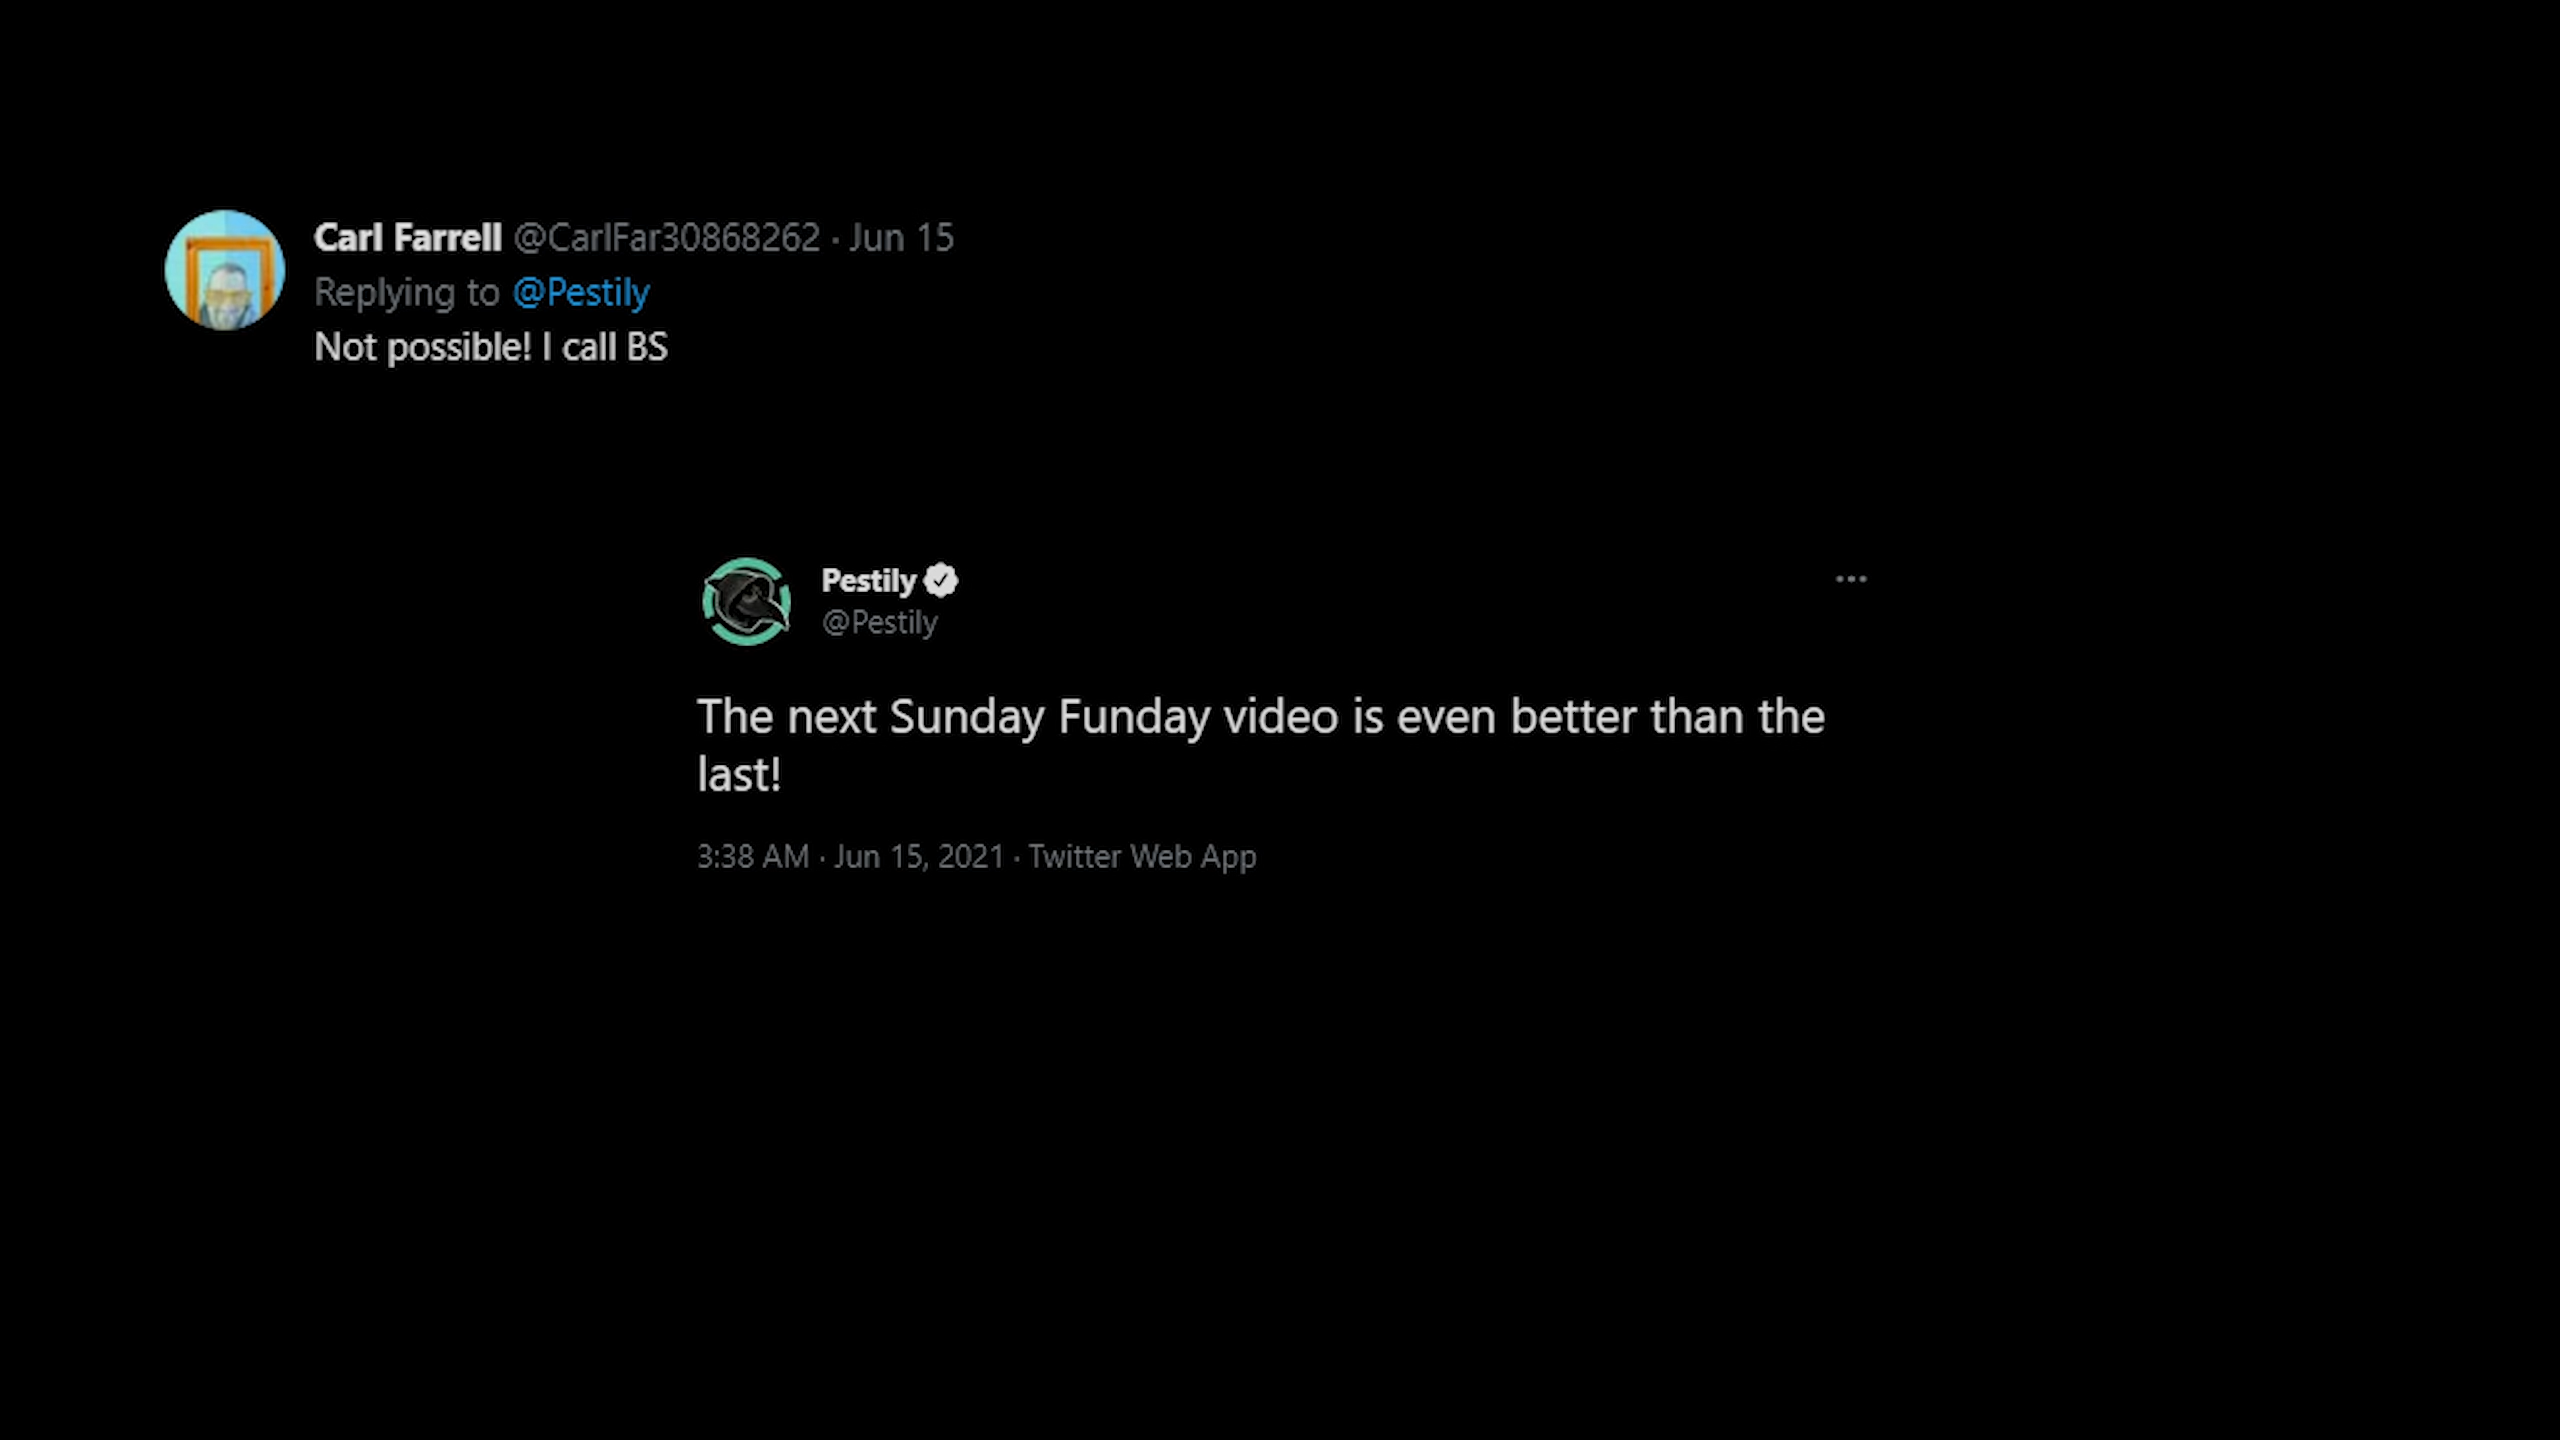 Carl Farrell @CarlFar30868262 · Jun 15
Replying to @Pestily
Not possible! I call BS
Pestily
@Pestily
The next Sunday Funday video is even better than the
last!
3:38 AM · Jun 15, 2021 · Twitter Web App